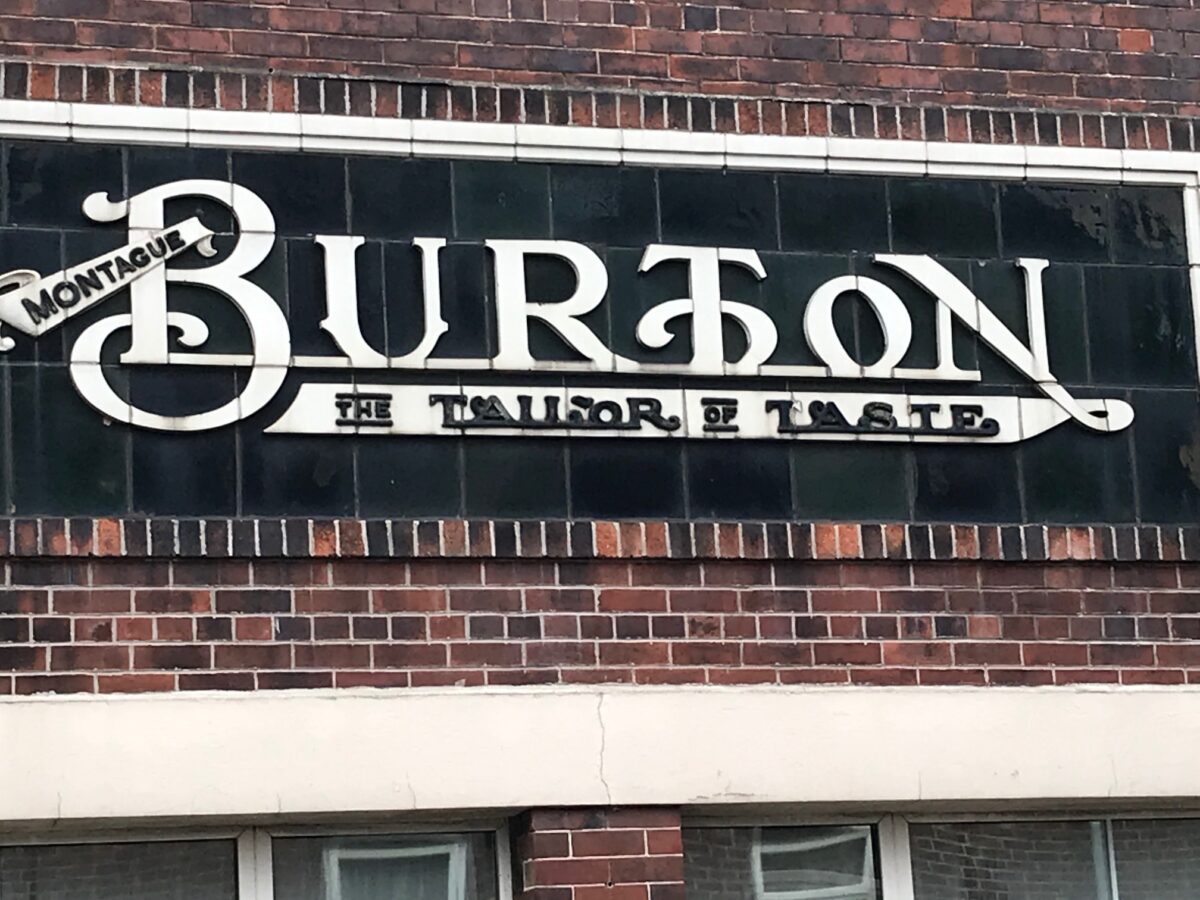 MONTAGUE
BURTON
THE TAILOR OF TASTE